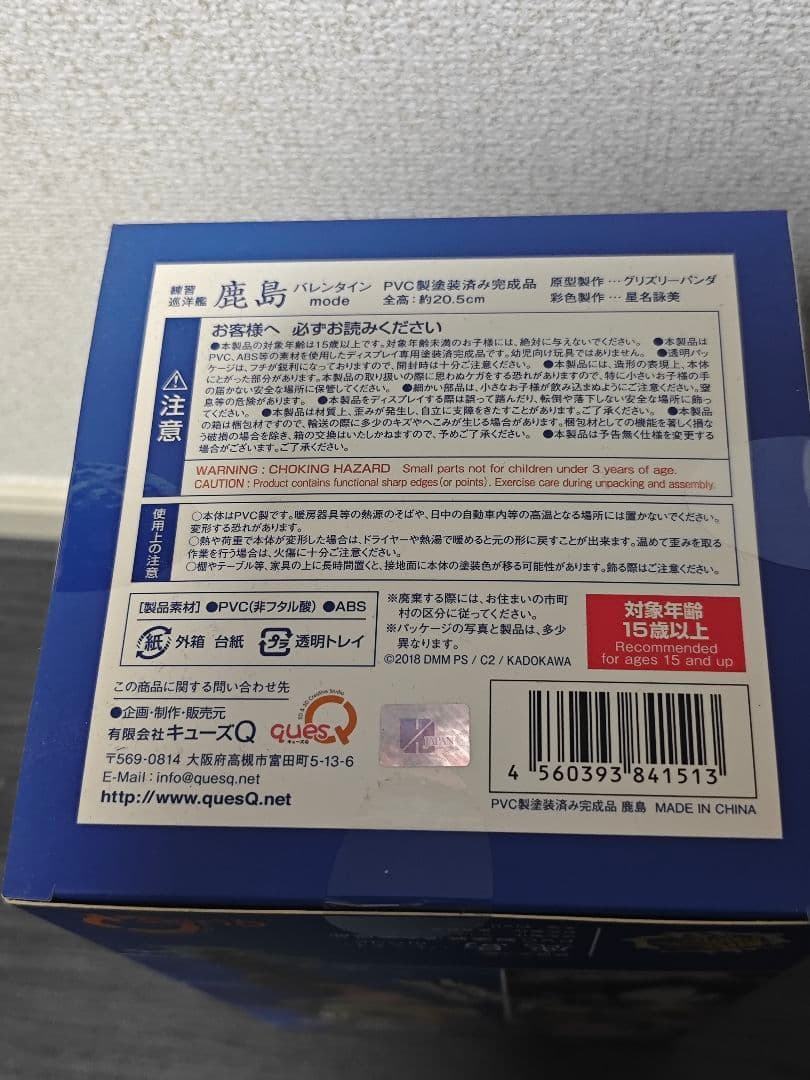 練習
巡洋艦
鹿島
バレンタイン
mode
PVC製塗装済み完成品
全高：約20.5cm
原型製作…グリズリーパンダ
彩色製作…星名詠美
注意
お客様へ 必ずお読みください
●本製品の対象年齢は15歳以上です。対象年齢未満のお子様には、絶対に与えないでください。 ●本製品は
PVC、ABS等の素材を使用したディスプレイ専用塗装済完成品です。幼児向け玩具ではありません。 ●透明パッ
ケージは、フチが鋭利になっておりますので、開封時は十分ご注意ください。 ●本製品には、造形の表現上、本体
にとがった部分があります。本製品の取り扱いの際に思わぬケガをする恐れがありますので、特に小さいお子様の手
の届かない安全な場所に保管してください。 ●細かい部品は、小さなお子様が飲み込まぬようにご注意ください。窒
息等の危険があります。 ●本製品をディスプレイする際は誤って踏んだり、転倒や落下しない安全な場所に飾っ
てください。 ●本製品は材質上、歪みが発生し、自立に支障をきたすことがあります。ご了承ください。 ●本製品
の箱は梱包材ですので、輸送の際に多少のキズやへこみが生じる場合があります。梱包材としての機能を著しく損な
う破損の場合を除き、箱の交換はいたしかねますので、予めご了承ください。 ●本製品は予告無く仕様を変更する
場合がございます。ご了承ください。
WARNING : CHOKING HAZARD Small parts not for children under 3 years of age.
CAUTION : Product contains functional sharp edges (or points). Exercise care during unpacking and assembly.
使用上の注意
○本体はPVC製です。暖房器具等の熱源のそばや、日中の自動車内等の高温となる場所には置かないでください。
変形する恐れがあります。
○熱や荷重で本体が変形した場合は、ドライヤーや熱湯で暖めると元の形に戻すことが出来ます。温めて歪みを取る
作業を行う場合は、火傷に十分ご注意ください。
○棚やテーブル等、家具の上に長時間置くと、接地面に本体の塗装色が移る可能性があります。飾る際はご注意ください。
[製品素材] ●PVC(非フタル酸) ●ABS
紙 外箱 台紙 プラ 透明トレイ
※廃棄する際には、お住まいの市町
村の区分に従ってください。
※パッケージの写真と製品は、多少
異なります。
©2018 DMM PS / C2 / KADOKAWA
対象年齢
15歳以上
Recommended
for ages 15 and up
この商品に関する問い合わせ先
●企画・制作・販売元
有限会社キューズQ
〒569-0814 大阪府高槻市富田町5-13-6
E-Mail : info@quesq.net
http://www.quesQ.net
2D & 3D Creative Studio
quesQ
キューズQ
JAPAN
4 560393 841513
PVC製塗装済み完成品 鹿島 MADE IN CHINA